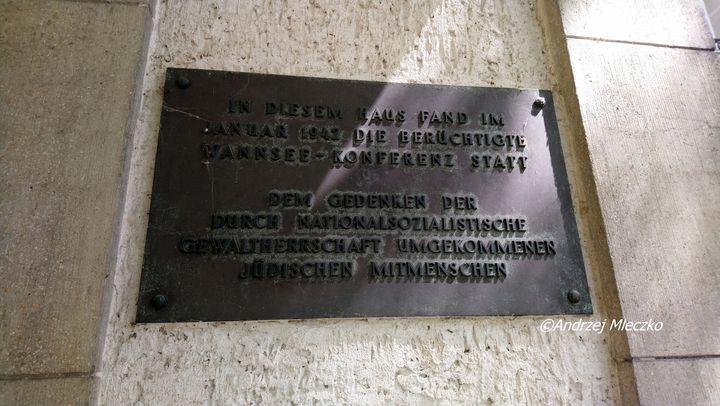 IN DIESEM HAUS FAND IM
JANUAR 1942 DIE BERÜCHTIGTE
WANNSEE-KONFERENZ STATT
DEM GEDENKEN DER
DURCH NATIONALSOZIALISTISCHE
GEWALTHERRSCHAFT UMGEKOMMENEN
JÜDISCHEN MITMENSCHEN
©Andrzej Mleczko